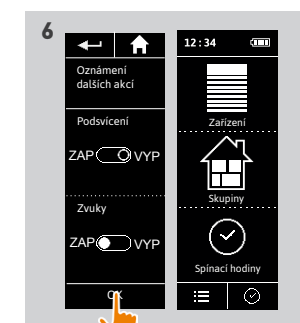 6
Oznámení
dalších akcí
Podsvícení
ZAP VYP
Zvuky
ZAP VYP
OK
12:34
Zařízení
Skupiny
Spínací hodiny